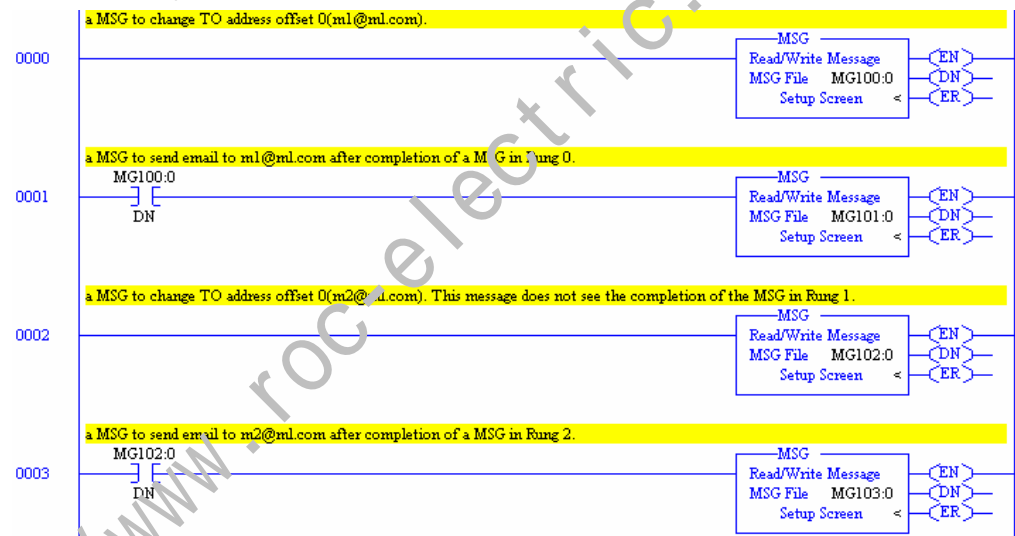 a MSG to change TO address offset 0(m1@ml.com).
0000
MSG
Read/Write Message
MSG File MG100:0
Setup Screen <
EN
DN
ER
a MSG to send email to m1@ml.com after completion of a MSG in Rung 0.
0001
MG100:0
DN
MSG
Read/Write Message
MSG File MG101:0
Setup Screen <
EN
DN
ER
a MSG to change TO address offset 0(m2@ml.com). This message does not see the completion of the MSG in Rung 1.
0002
MSG
Read/Write Message
MSG File MG102:0
Setup Screen <
EN
DN
ER
a MSG to send email to m2@ml.com after completion of a MSG in Rung 2.
0003
MG102:0
DN
MSG
Read/Write Message
MSG File MG103:0
Setup Screen <
EN
DN
ER
www.roc-electric.